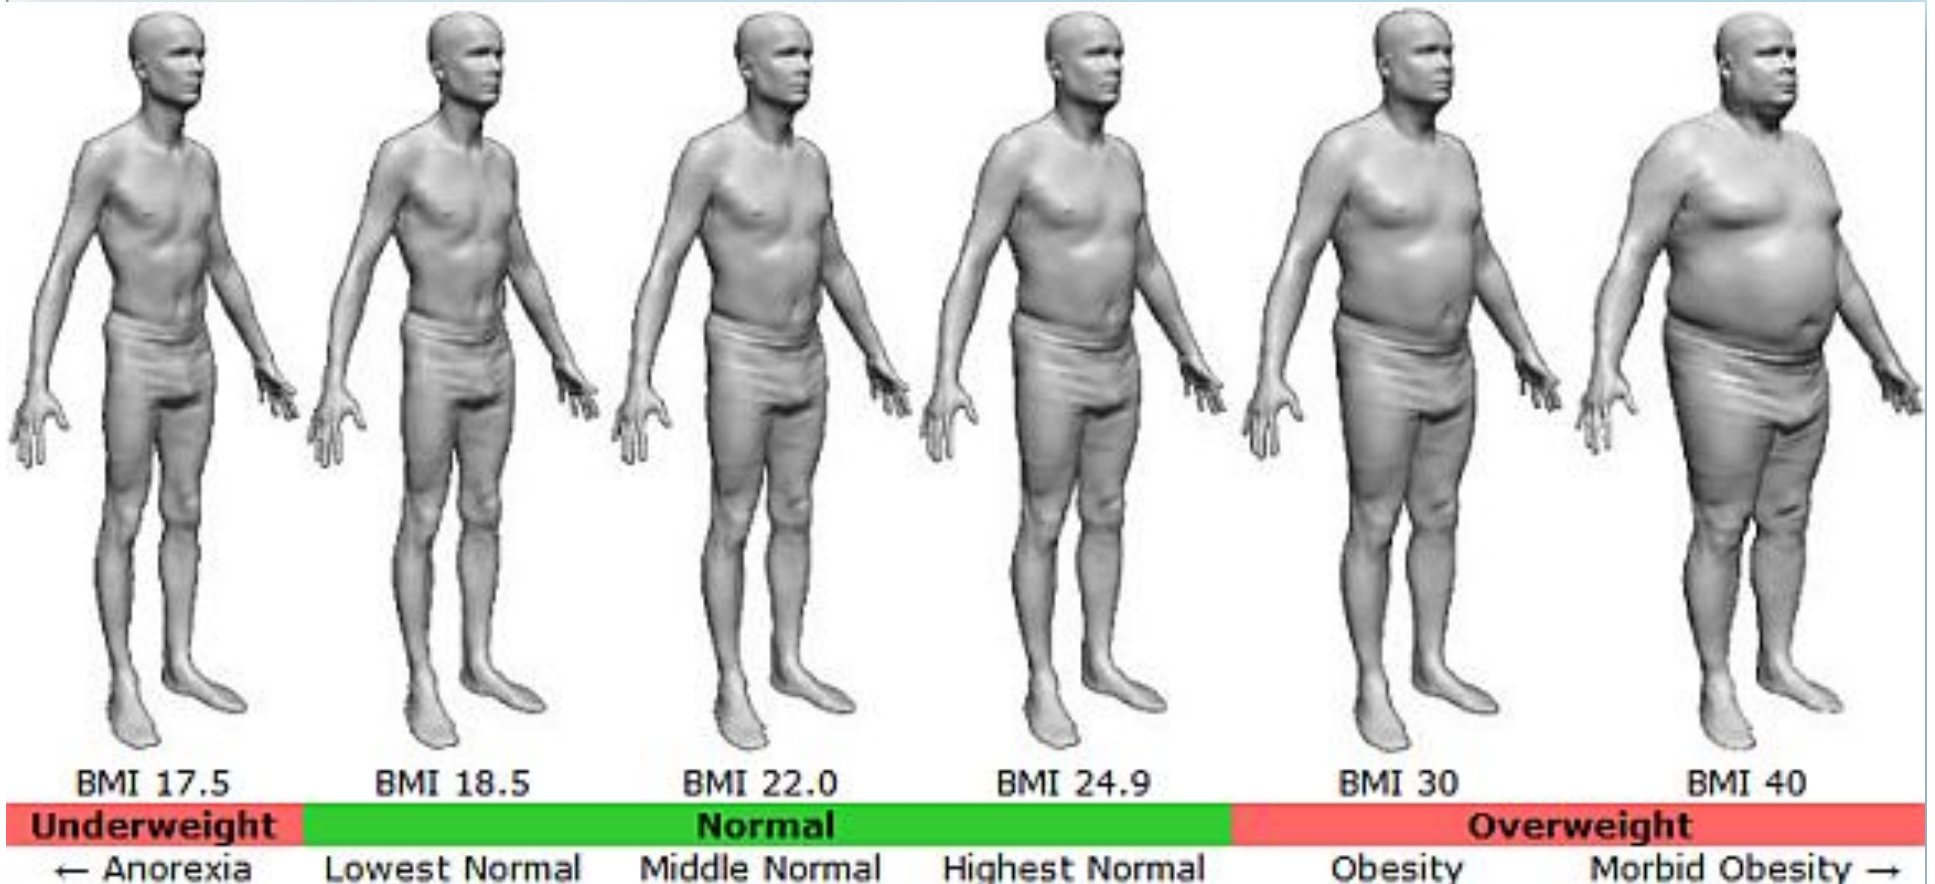 BMI 17.5 BMI 18.5 BMI 22.0 BMI 24.9 BMI 30 BMI 40
Underweight Normal Overweight
← Anorexia Lowest Normal Middle Normal Highest Normal Obesity Morbid Obesity →